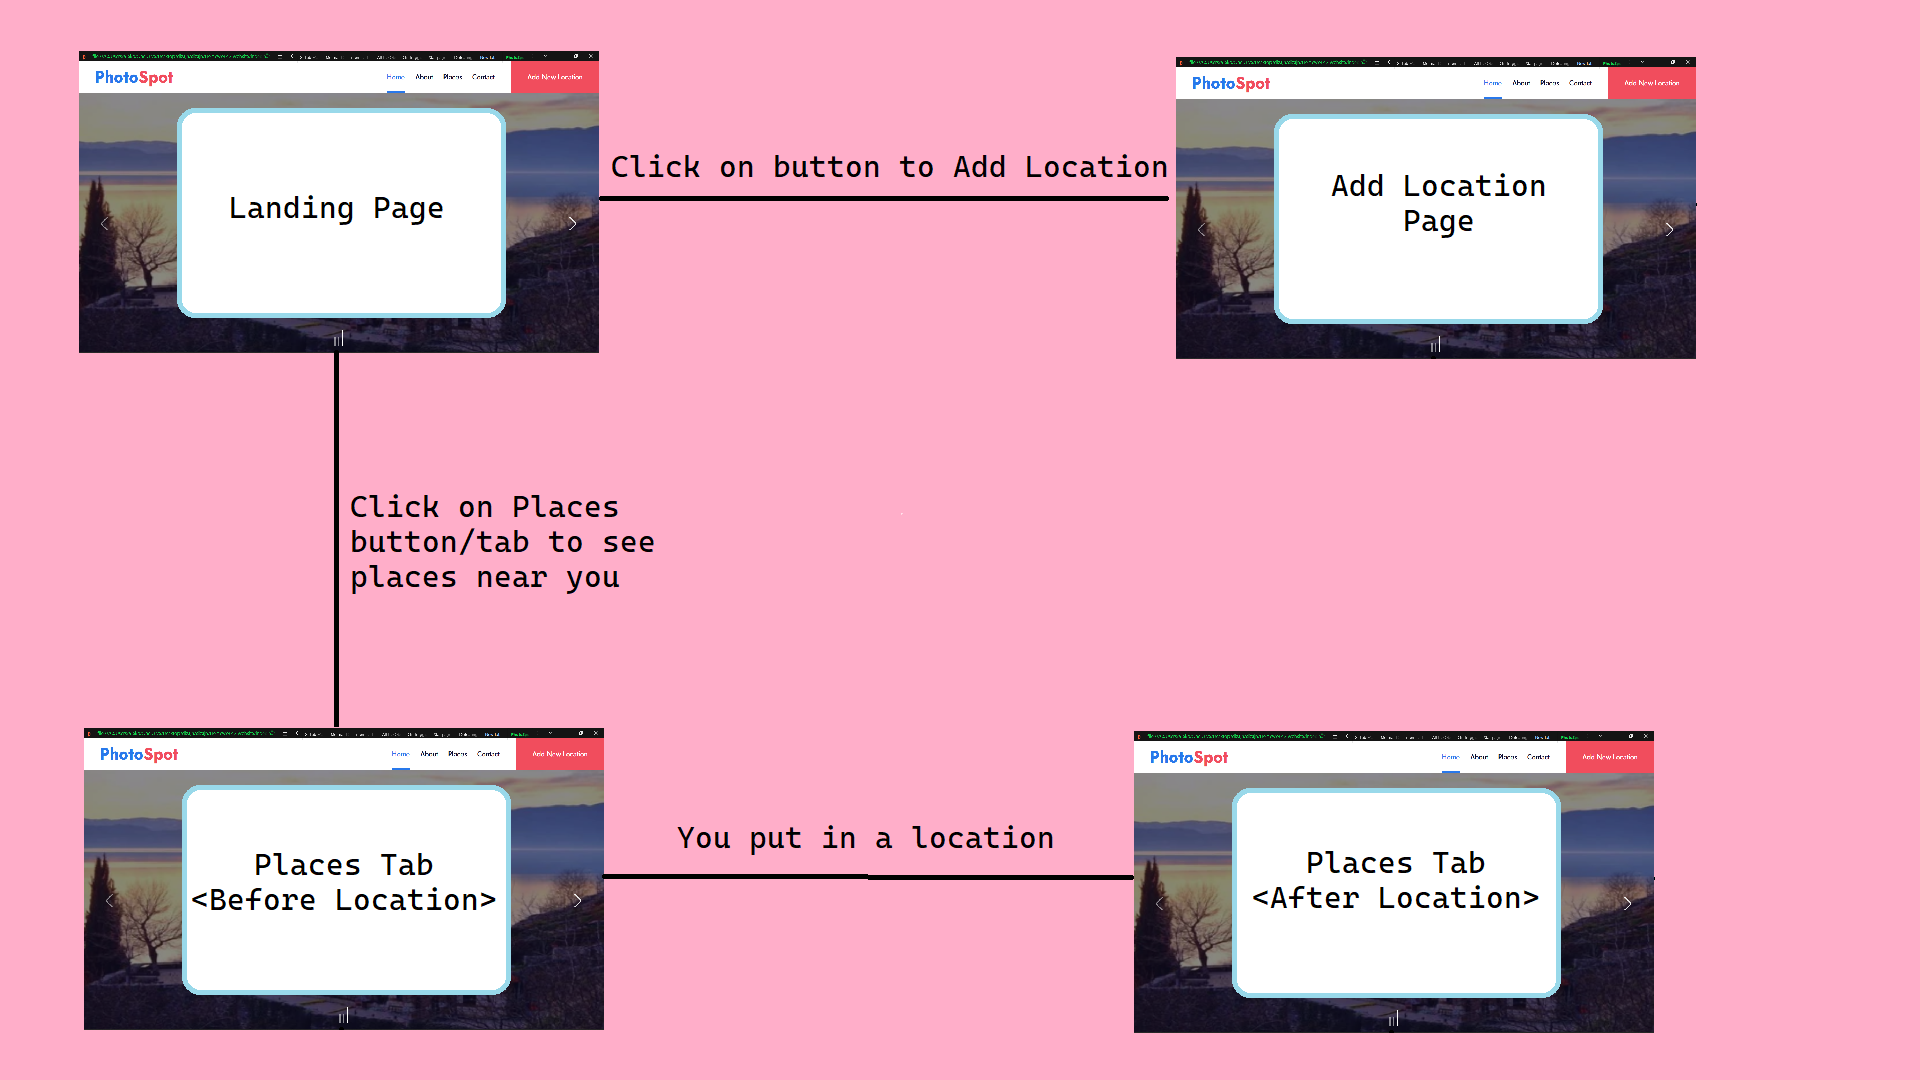 PhotoSpot
Home About Places Contact Add New Location
Landing Page
Click on button to Add Location
PhotoSpot
Home About Places Contact Add New Location
Add Location
Page
Click on Places
button/tab to see
places near you
PhotoSpot
Home About Places Contact Add New Location
Places Tab
<Before Location>
You put in a location
PhotoSpot
Home About Places Contact Add New Location
Places Tab
<After Location>